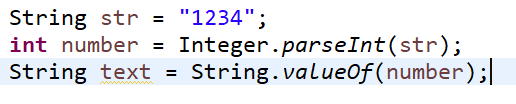 String str = "1234";
int number = Integer.parseInt(str);
String text = String.valueOf(number);